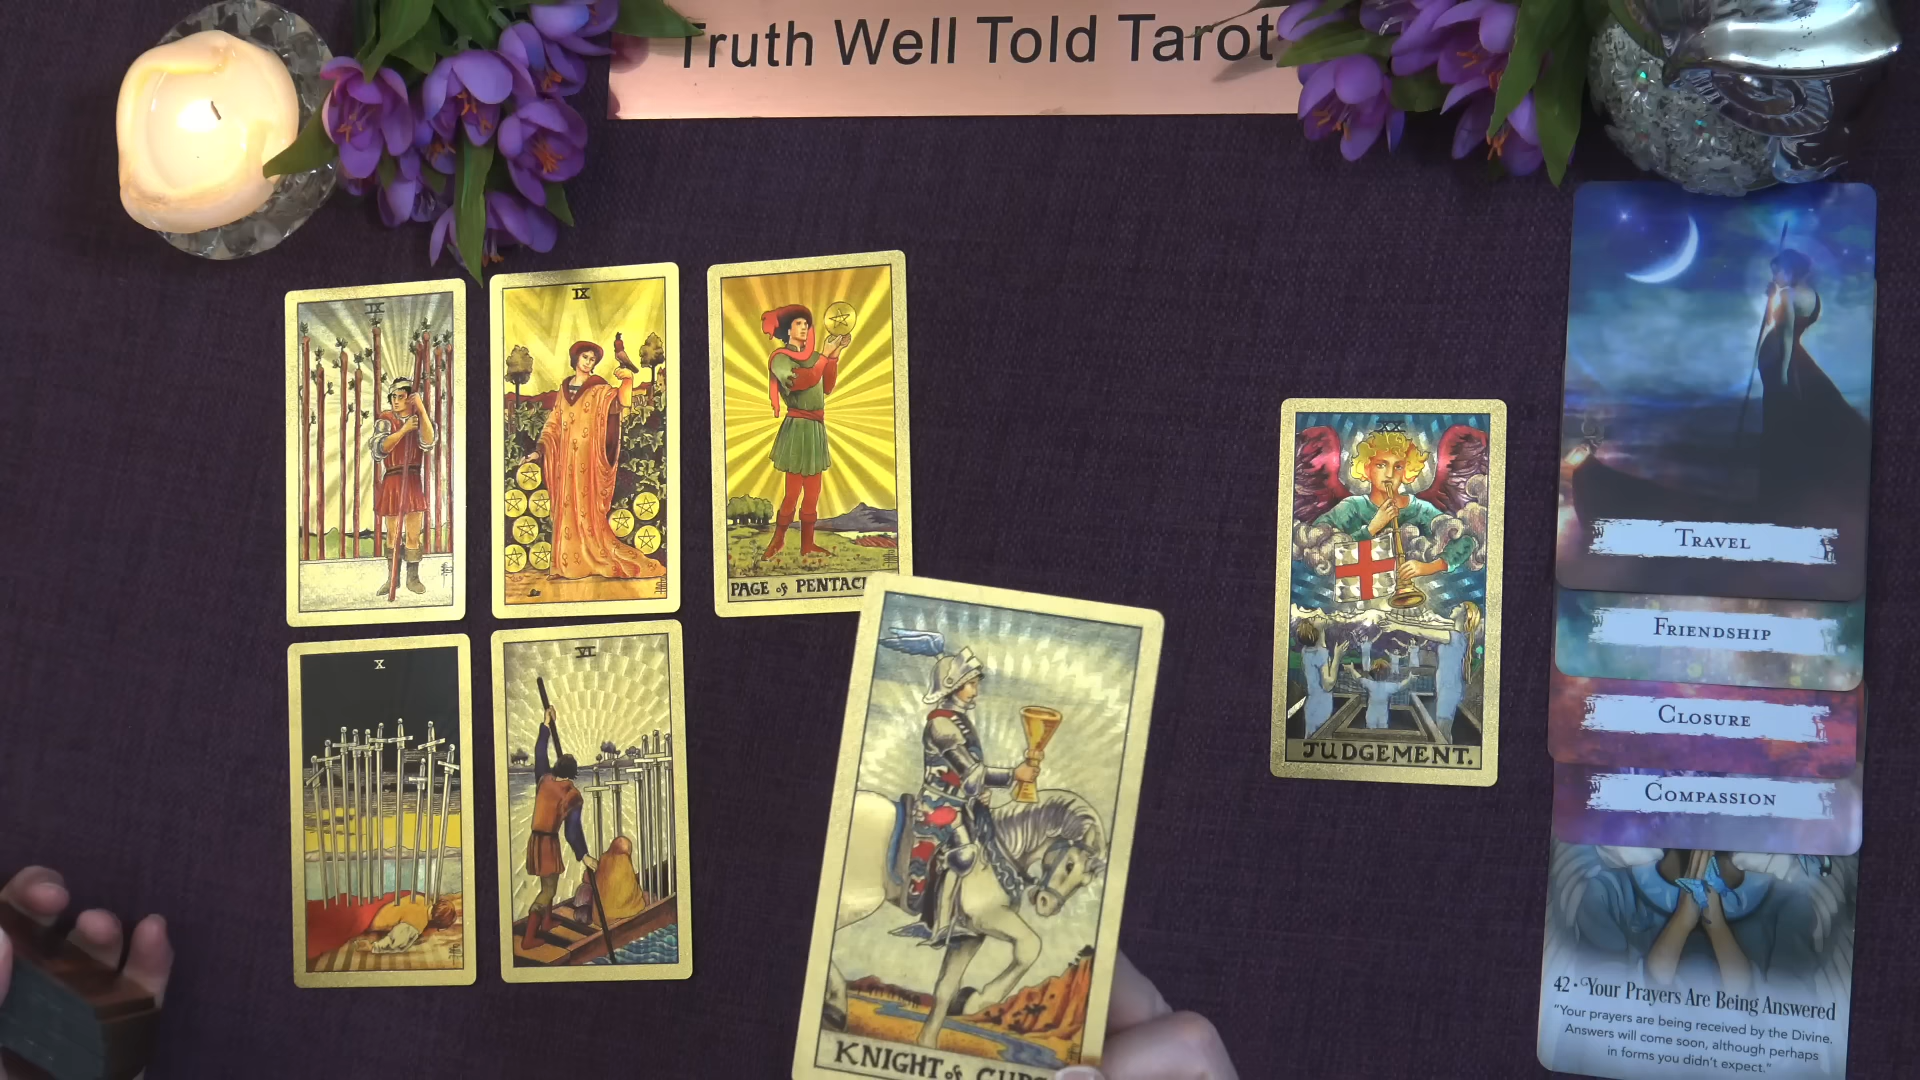 Truth Well Told Tarot
IX
IX
PAGE of PENTACL
X
VI
KNIGHT of CUPS
XX
JUDGEMENT.
TRAVEL
FRIENDSHIP
CLOSURE
COMPASSION
42 • Your Prayers Are Being Answered
"Your prayers are being received by the Divine.
Answers will come soon, although perhaps
in forms you didn't expect."